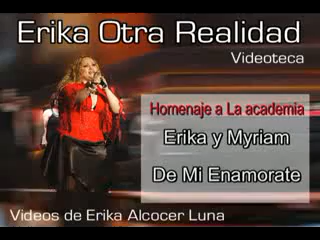 Erika Otra Realidad
Videoteca
Homenaje a La academia
Erika y Myriam
De Mi Enamorate
Videos de Erika Alcocer Luna